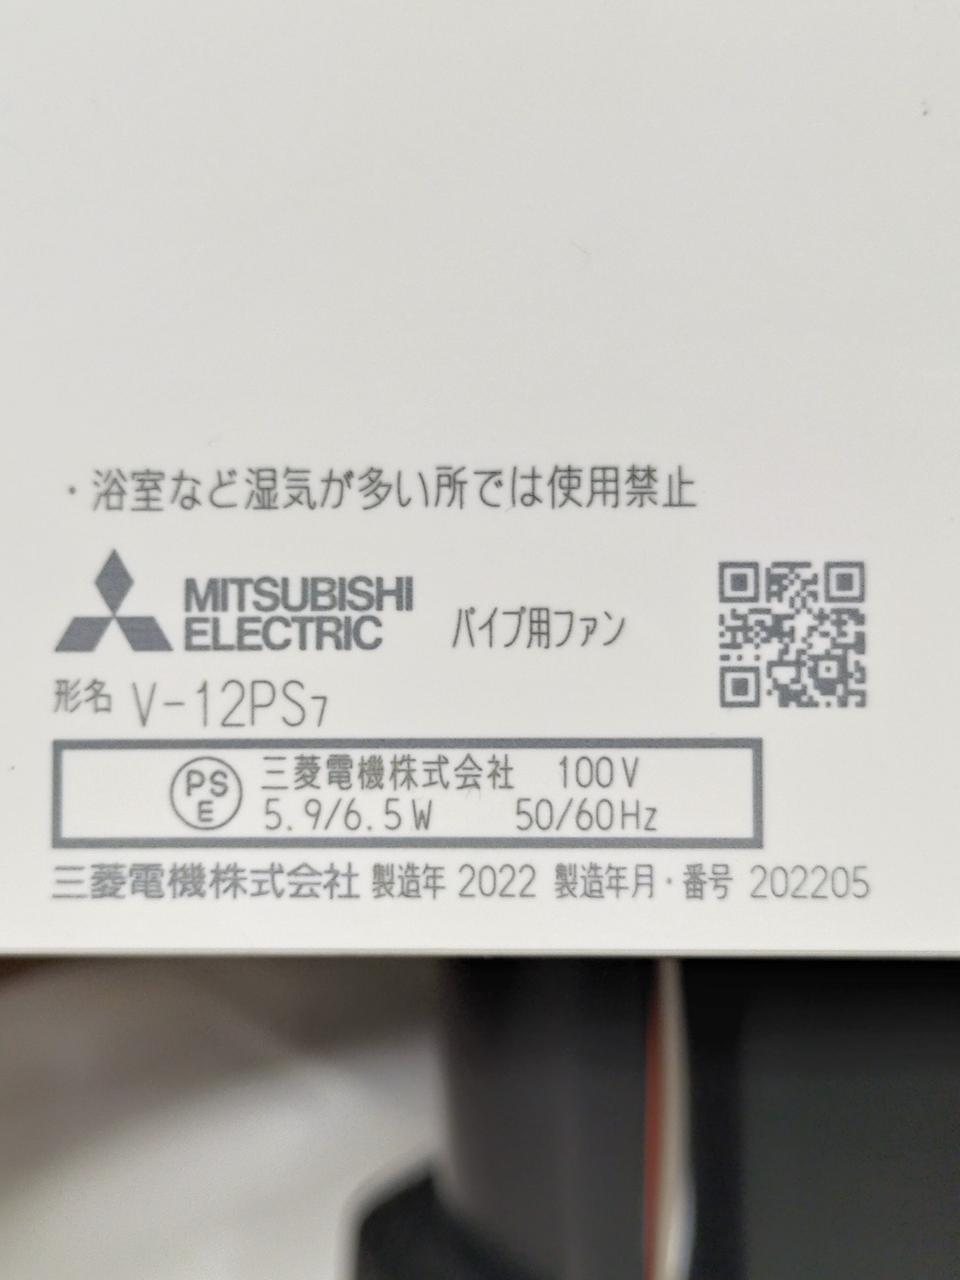 ・浴室など湿気が多い所では使用禁止
MITSUBISHI
ELECTRIC パイプ用ファン
形名 V-12PS7
PS
E
三菱電機株式会社 100V
5.9/6.5W 50/60Hz
三菱電機株式会社 製造年 2022 製造年月・番号 202205